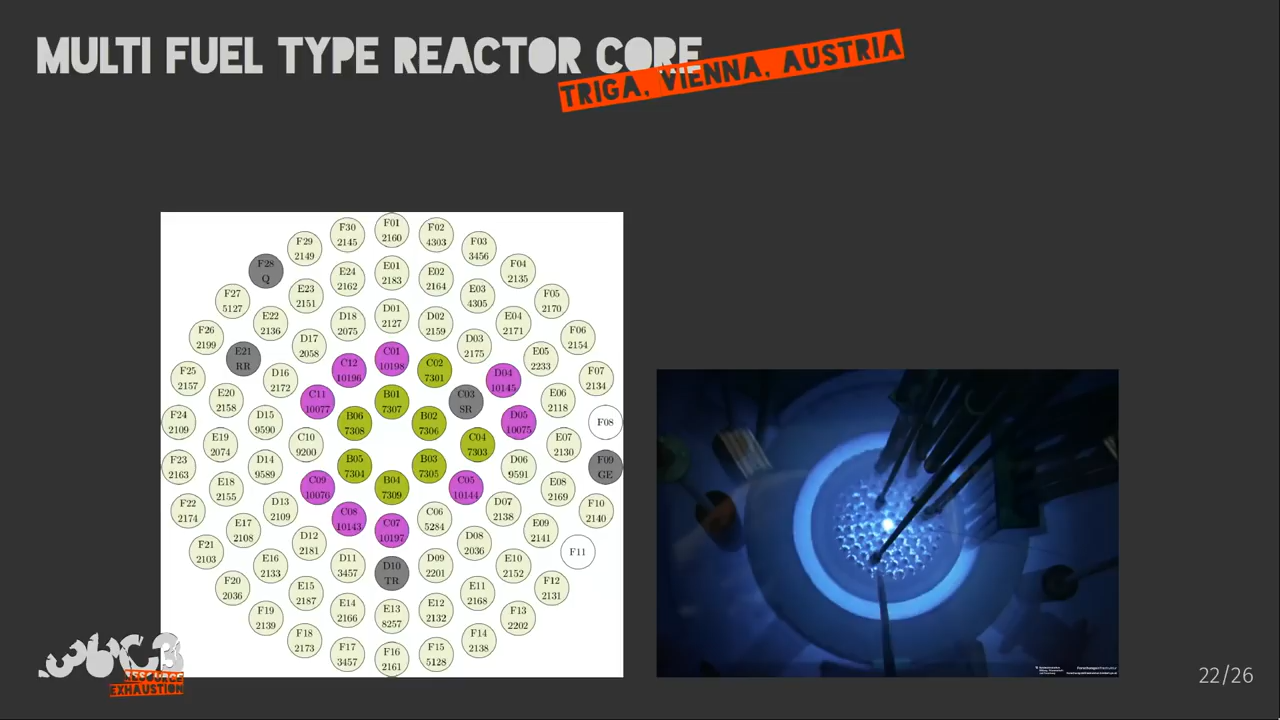 MULTI FUEL TYPE REACTOR CORE
TRIGA, VIENNA, AUSTRIA
F01
2160
F02
4303
F03
3456
F04
2135
F05
2170
F06
2154
F07
2134
F08
F09
GE
F10
2140
F11
F12
2131
F13
2202
F14
2138
F15
5128
F16
2161
F17
3457
F18
2173
F19
2139
F20
2036
F21
2103
F22
2174
F23
2163
F24
2109
F25
2157
F26
2199
F27
5127
F28
Q
F29
2149
F30
2145
E01
2183
E02
2164
E03
4305
E04
2171
E05
2233
E06
2118
E07
2130
E08
2169
E09
2141
E10
2152
E11
2168
E12
2132
E13
8257
E14
2166
E15
2187
E16
2133
E17
2108
E18
2155
E19
2074
E20
2158
E21
RR
E22
2136
E23
2151
E24
2162
D01
2127
D02
2159
D03
2175
D04
10145
D05
10075
D06
9591
D07
2138
D08
2036
D09
2201
D10
TR
D11
3457
D12
2181
D13
2109
D14
9589
D15
9590
D16
2172
D17
2058
D18
2075
C01
10198
C02
7301
C03
SR
C04
7303
C05
10144
C06
5284
C07
10197
C08
10143
C09
10076
C10
9200
C11
10077
C12
10196
B01
7307
B02
7306
B03
7305
B04
7309
B05
7304
B06
7308
RESOURCE
EXHAUSTION
22/26